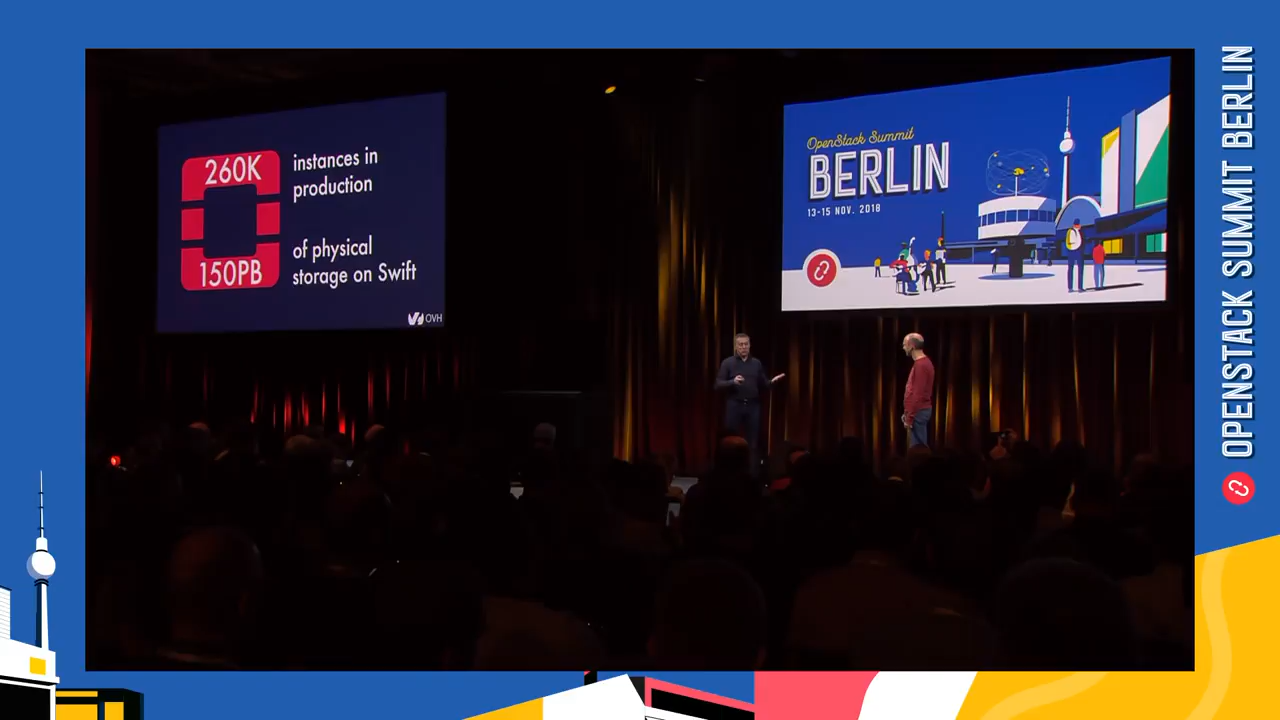 260K
instances in
production
150PB
of physical
storage on Swift
OVH
OpenStack Summit
BERLIN
13-15 NOV. 2018
OPENSTACK SUMMIT BERLIN